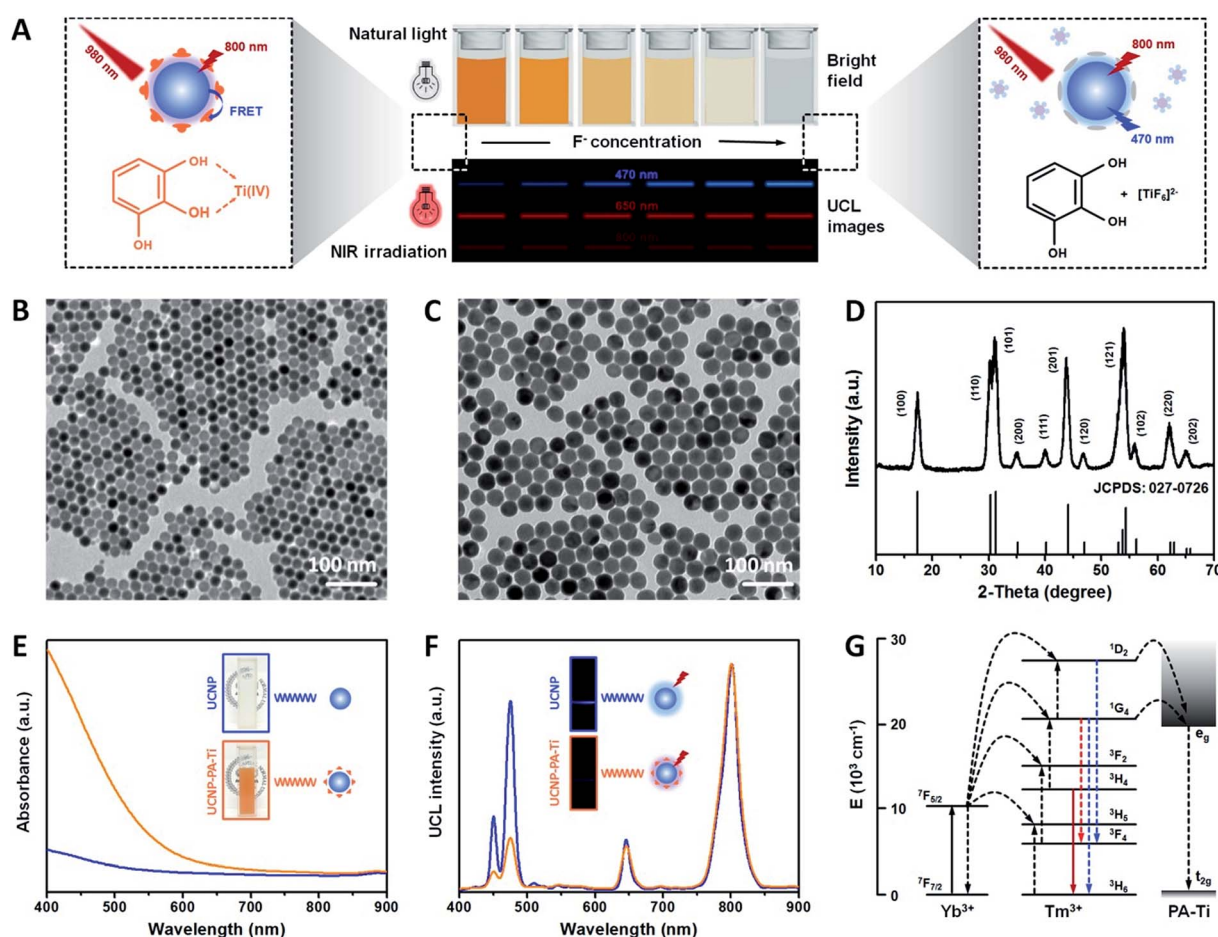 A
980 nm
800 nm
FRET
OH
Ti(IV)
OH
OH
Natural light
Bright
field
F- concentration
470 nm
650 nm
800 nm
UCL
images
NIR irradiation
980 nm
800 nm
470 nm
OH
OH
OH
+ [TiF6]2-
B
100 nm
C
100 nm
D
Intensity (a.u.)
(100)
(110)
(101)
(200)
(111)
(201)
(120)
(121)
(102)
(220)
(202)
JCPDS: 027-0726
10 20 30 40 50 60 70
2-Theta (degree)
E
Absorbance (a.u.)
UCNP
UCNP-PA-Ti
400 500 600 700 800 900
Wavelength (nm)
F
UCL intensity (a.u.)
UCNP
UCNP-PA-Ti
400 500 600 700 800 900
Wavelength (nm)
G
E (10³ cm⁻¹)
30
20
10
0
⁷F5/2
⁷F7/2
Yb³⁺
¹D2
¹G4
³F2
³H4
³H5
³F4
³H6
Tm³⁺
eg
t2g
PA-Ti